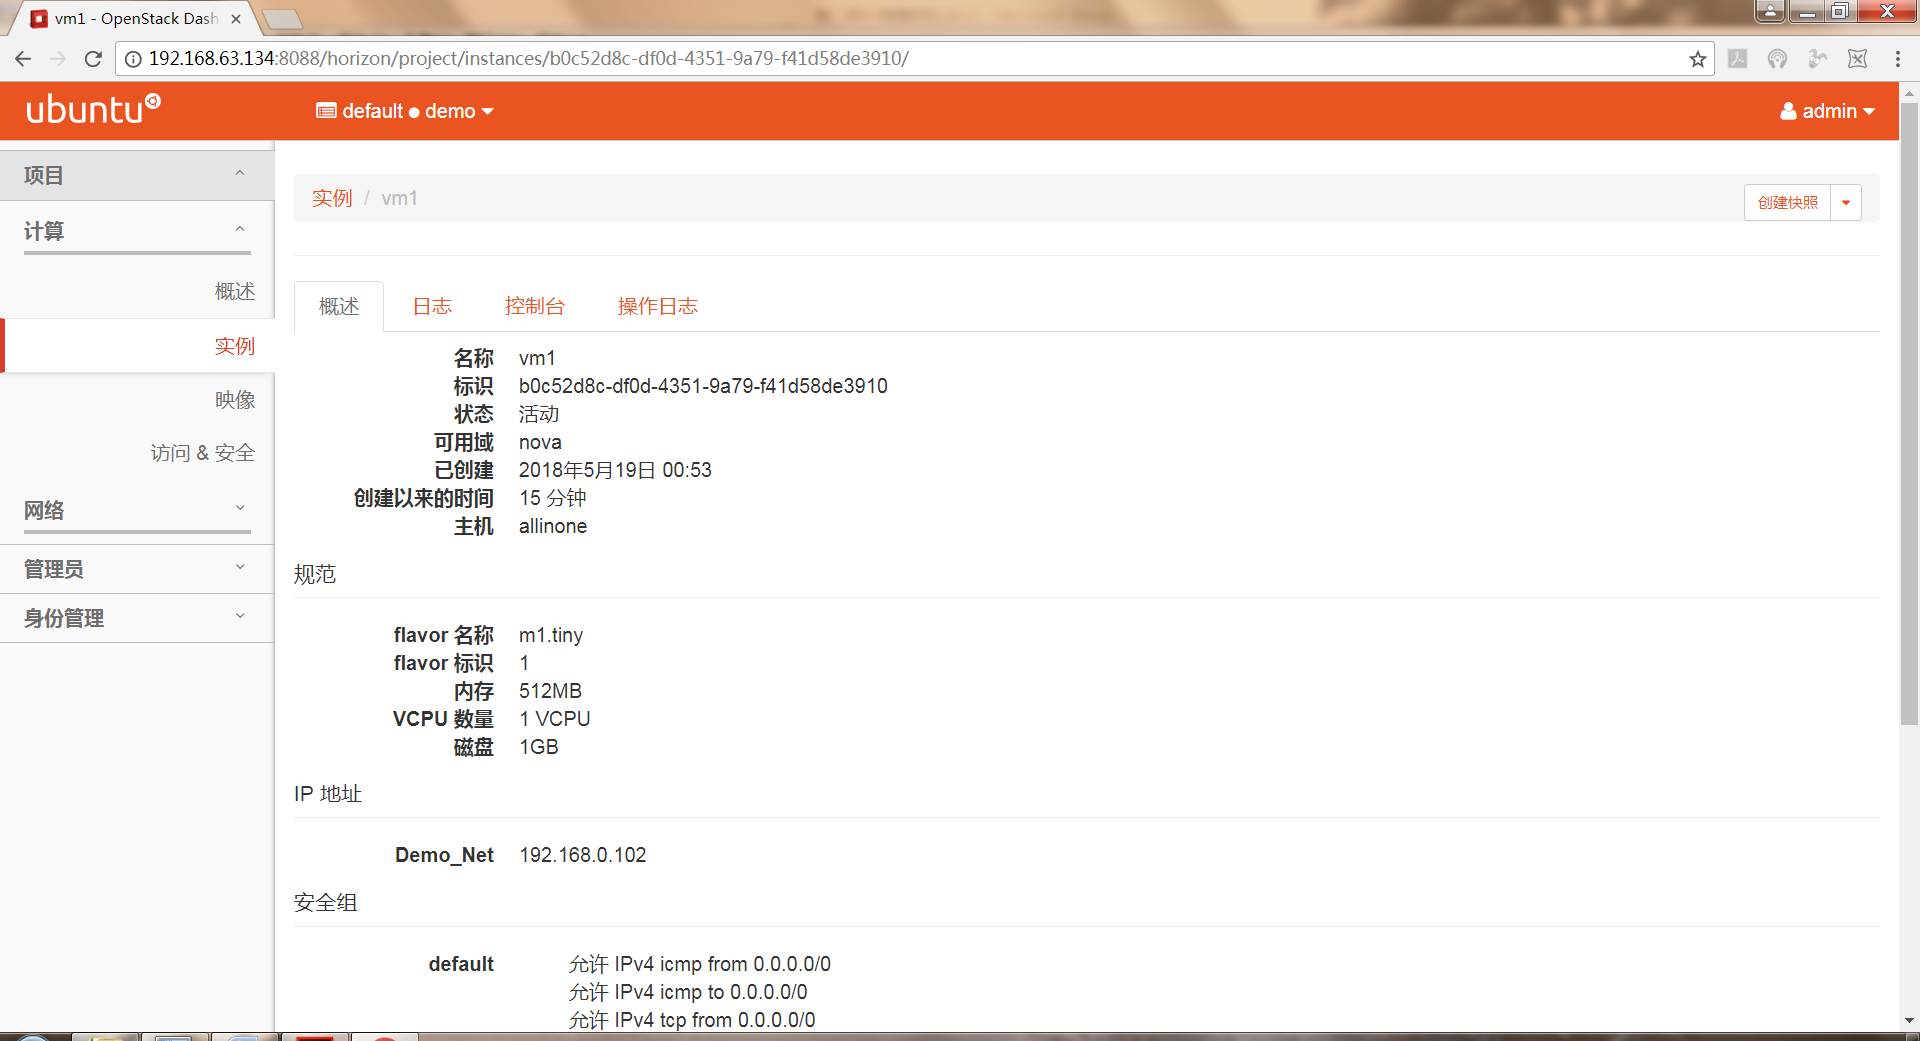 vm1 - OpenStack Dash
192.168.63.134:8088/horizon/project/instances/b0c52d8c-df0d-4351-9a79-f41d58de3910/
ubuntu
default ● demo
admin
项目
计算
概述
实例
映像
访问 & 安全
网络
管理员
身份管理
实例 / vm1
创建快照
概述 日志 控制台 操作日志
名称 vm1
标识 b0c52d8c-df0d-4351-9a79-f41d58de3910
状态 活动
可用域 nova
已创建 2018年5月19日 00:53
创建以来的时间 15 分钟
主机 allinone
规范
flavor 名称 m1.tiny
flavor 标识 1
内存 512MB
VCPU 数量 1 VCPU
磁盘 1GB
IP 地址
Demo_Net 192.168.0.102
安全组
default 允许 IPv4 icmp from 0.0.0.0/0
允许 IPv4 icmp to 0.0.0.0/0
允许 IPv4 tcp from 0.0.0.0/0